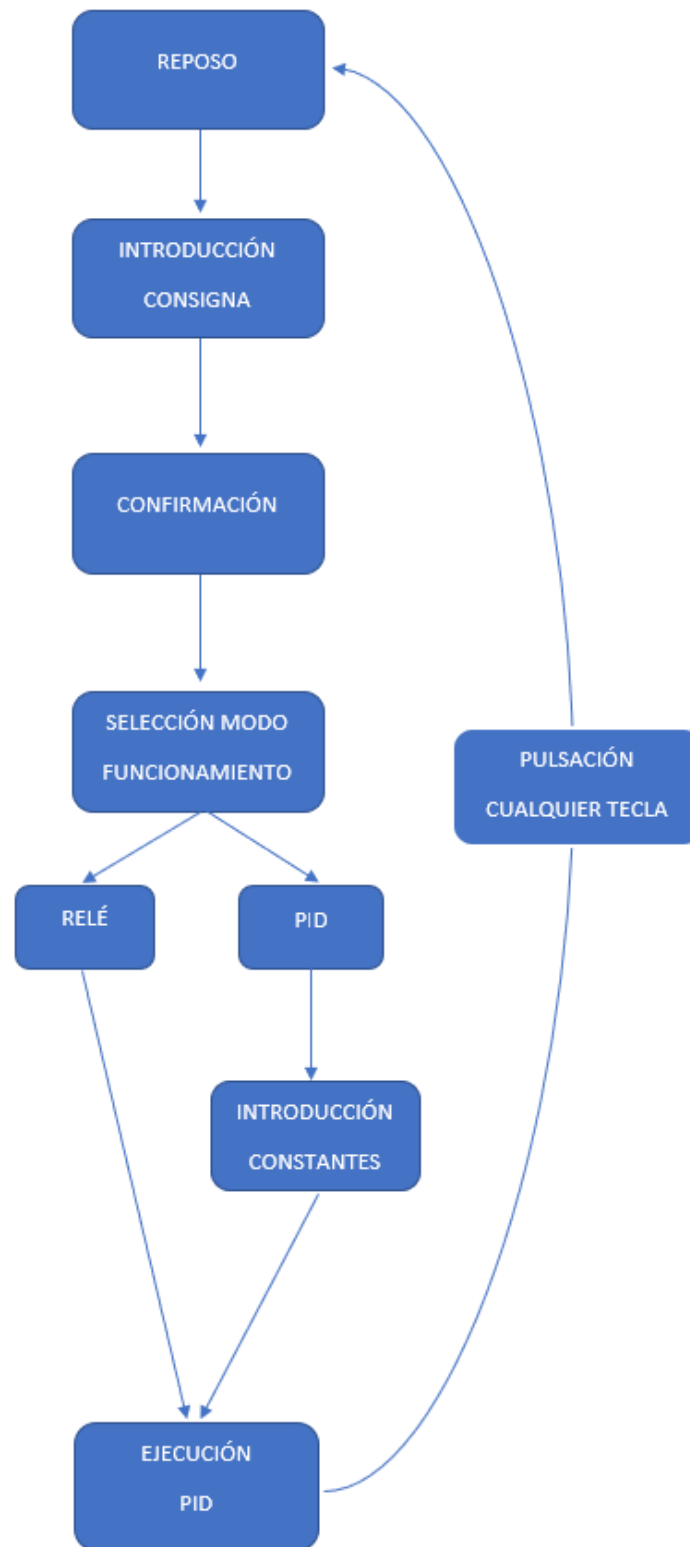 REPOSO
INTRODUCCIÓN
CONSIGNA
CONFIRMACIÓN
SELECCIÓN MODO
FUNCIONAMIENTO
PULSACIÓN
CUALQUIER TECLA
RELÉ
PID
INTRODUCCIÓN
CONSTANTES
EJECUCIÓN
PID